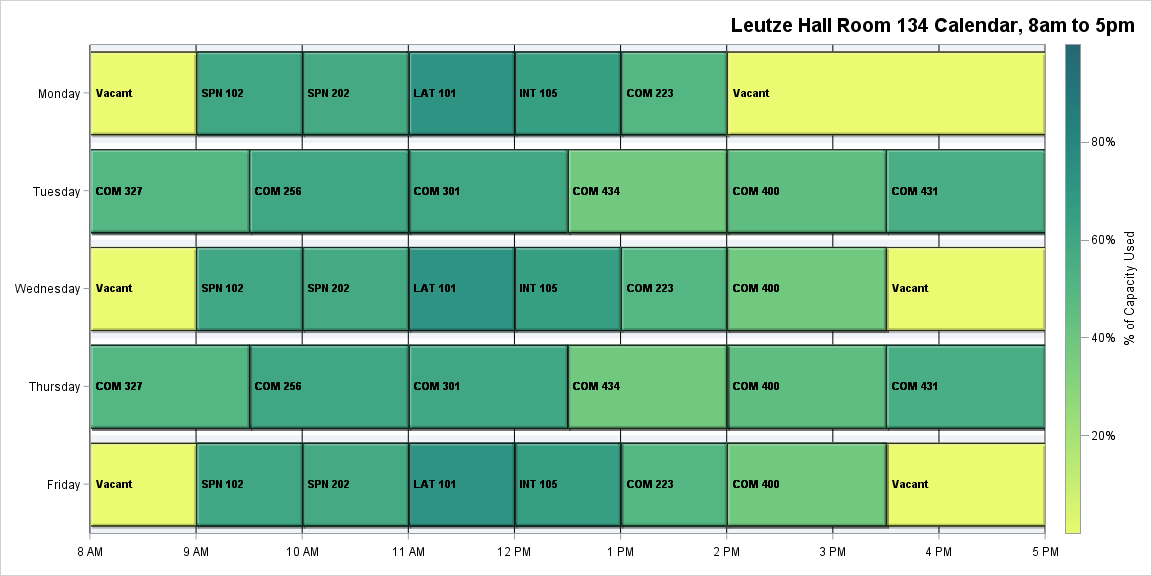 Leutze Hall Room 134 Calendar, 8am to 5pm
Monday
Vacant
SPN 102
SPN 202
LAT 101
INT 105
COM 223
Vacant
Tuesday
COM 327
COM 256
COM 301
COM 434
COM 400
COM 431
Wednesday
Vacant
SPN 102
SPN 202
LAT 101
INT 105
COM 223
COM 400
Vacant
Thursday
COM 327
COM 256
COM 301
COM 434
COM 400
COM 431
Friday
Vacant
SPN 102
SPN 202
LAT 101
INT 105
COM 223
COM 400
Vacant
8 AM
9 AM
10 AM
11 AM
12 PM
1 PM
2 PM
3 PM
4 PM
5 PM
80%
60%
40%
20%
% of Capacity Used